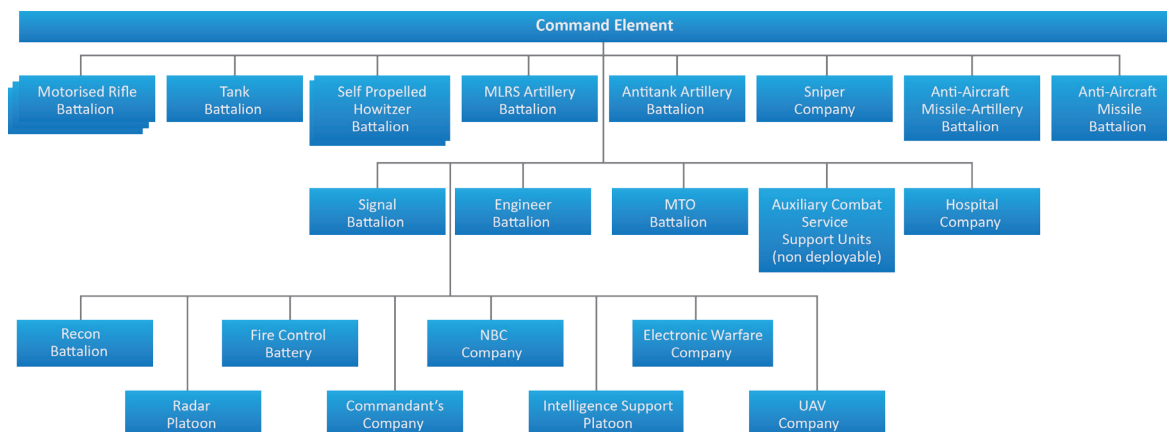 Command Element
Motorised Rifle
Battalion
Tank
Battalion
Self Propelled
Howitzer
Battalion
MLRS Artillery
Battalion
Antitank Artillery
Battalion
Sniper
Company
Anti-Aircraft
Missile-Artillery
Battalion
Anti-Aircraft
Missile
Battalion
Signal
Battalion
Engineer
Battalion
MTO
Battalion
Auxiliary Combat
Service
Support Units
(non deployable)
Hospital
Company
Recon
Battalion
Fire Control
Battery
NBC
Company
Electronic Warfare
Company
Radar
Platoon
Commandant's
Company
Intelligence Support
Platoon
UAV
Company